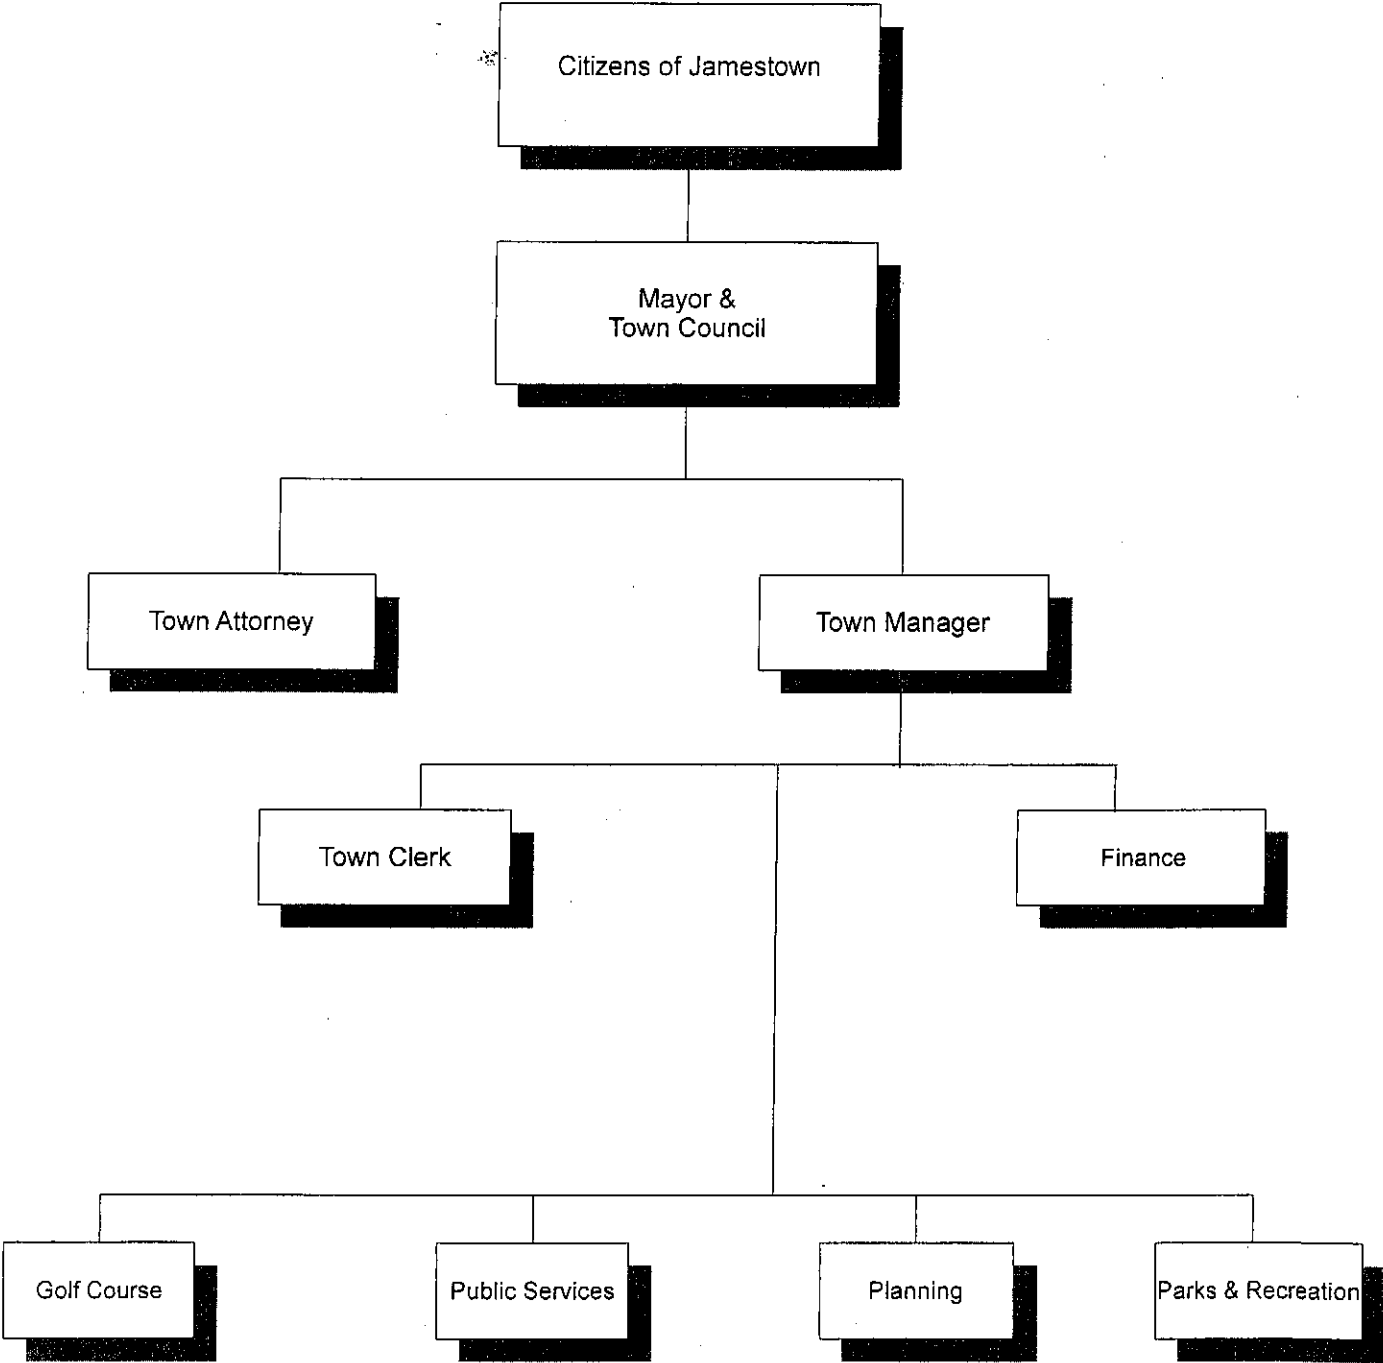 Citizens of Jamestown
Mayor &
Town Council
Town Attorney
Town Manager
Town Clerk
Finance
Golf Course
Public Services
Planning
Parks & Recreation